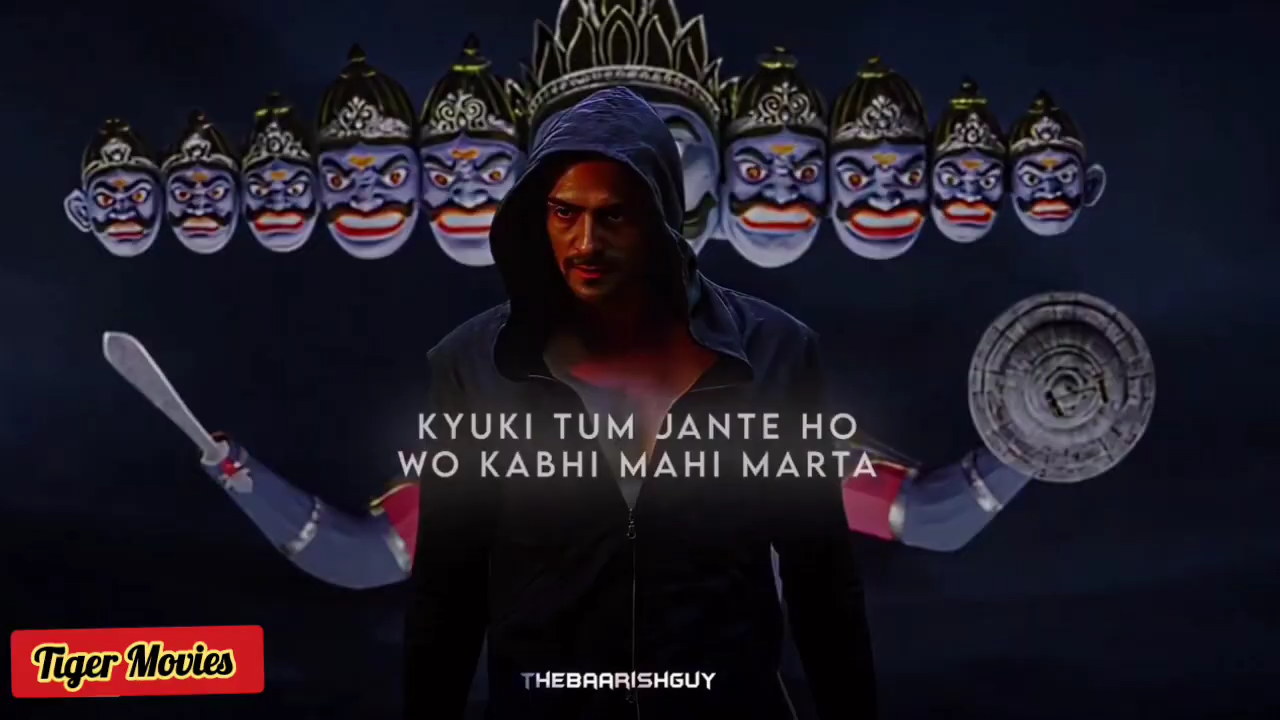 KYUKI TUM JANTE HO
WO KABHI MAHI MARTA
Tiger Movies
THEBAARISHGUY